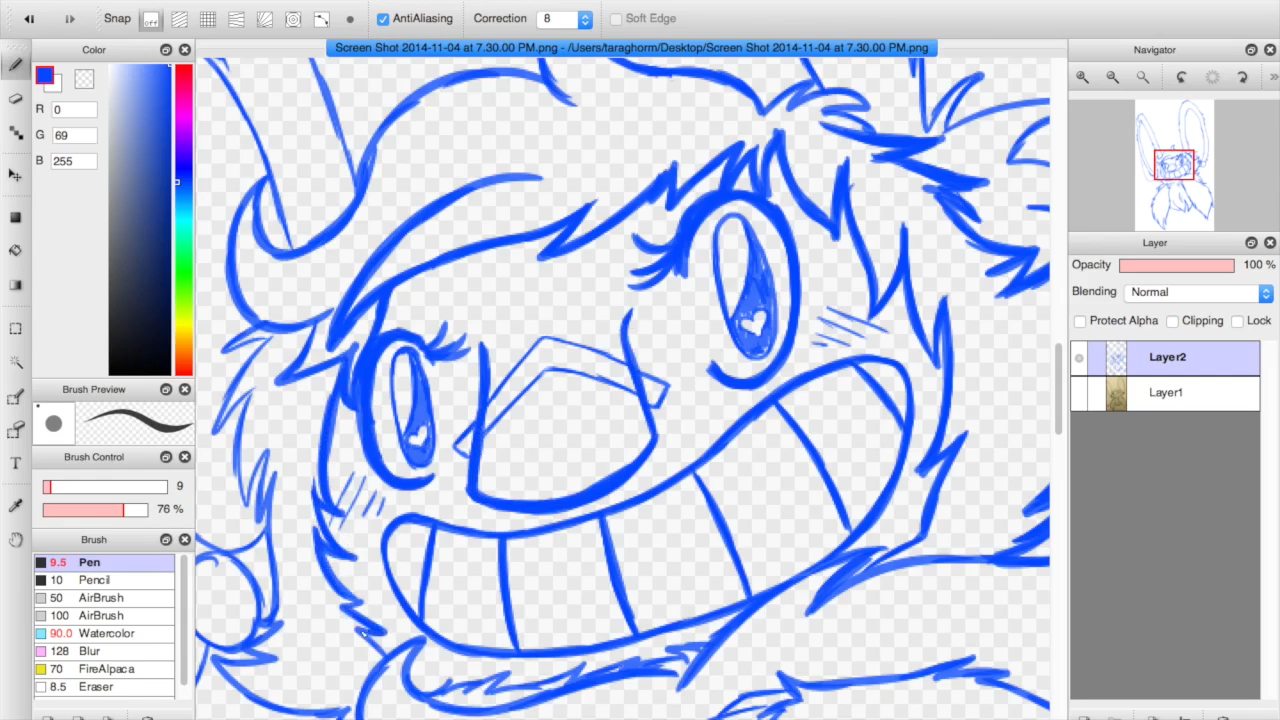 Snap
off
AntiAliasing
Correction 8
Soft Edge
Color
Screen Shot 2014-11-04 at 7.30.00 PM.png - /Users/taraghorm/Desktop/Screen Shot 2014-11-04 at 7.30.00 PM.png
Navigator
R 0
G 69
B 255
Layer
Opacity 100 %
Blending Normal
Protect Alpha Clipping Lock
Layer2
Layer1
Brush Preview
Brush Control
9
76 %
Brush
9.5 Pen
10 Pencil
50 AirBrush
100 AirBrush
90.0 Watercolor
128 Blur
70 FireAlpaca
8.5 Eraser
T